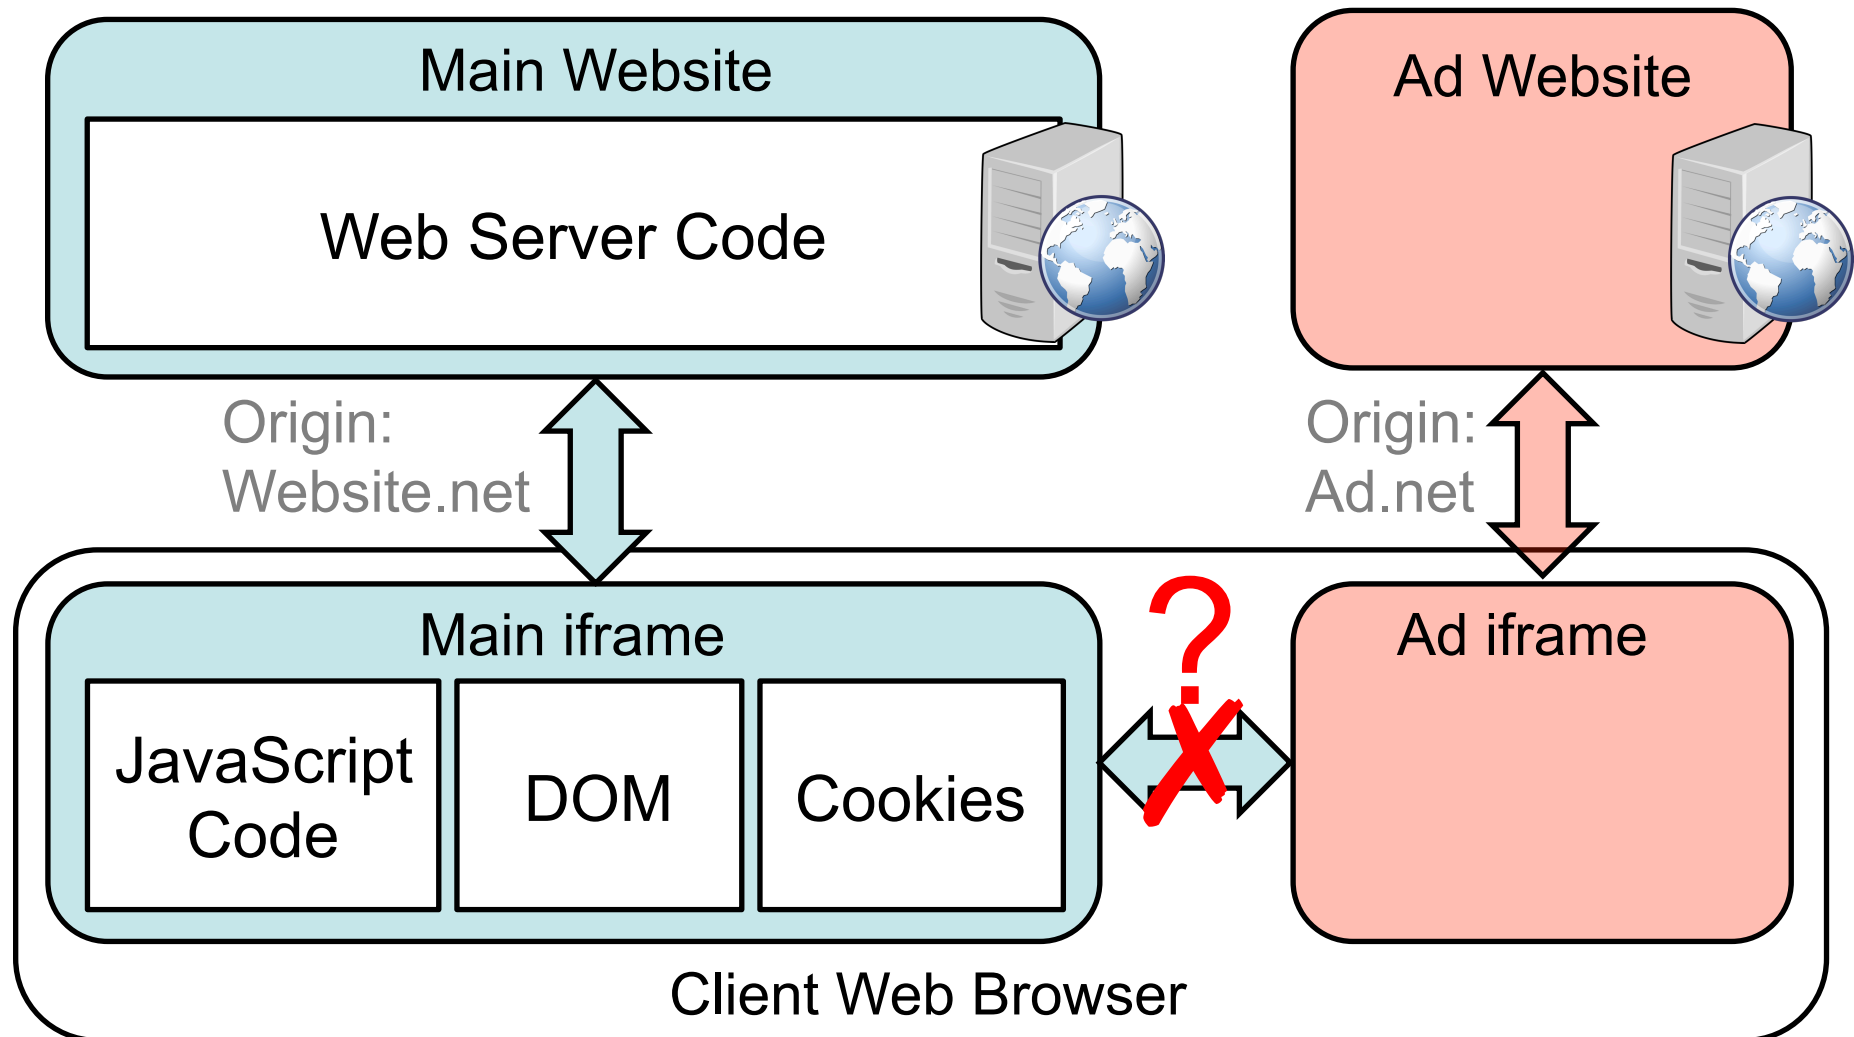 Main Website
Ad Website
Web Server Code
Origin:
Website.net
Origin:
Ad.net
?
Main iframe
Ad iframe
JavaScript
Code
DOM
Cookies
Client Web Browser